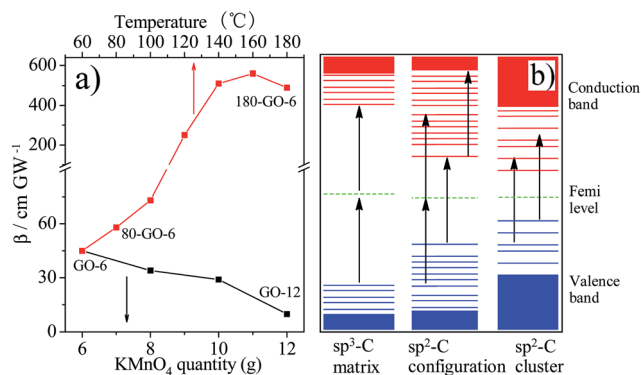 Temperature (℃)
60 80 100 120 140 160 180
a)
600
500
400
300
200
60
30
0
β / cm GW⁻¹
180-GO-6
80-GO-6
GO-6
GO-12
6 8 10 12
KMnO₄ quantity (g)
b)
Conduction
band
Femi
level
Valence
band
sp³-C
matrix
sp²-C
configuration
sp²-C
cluster